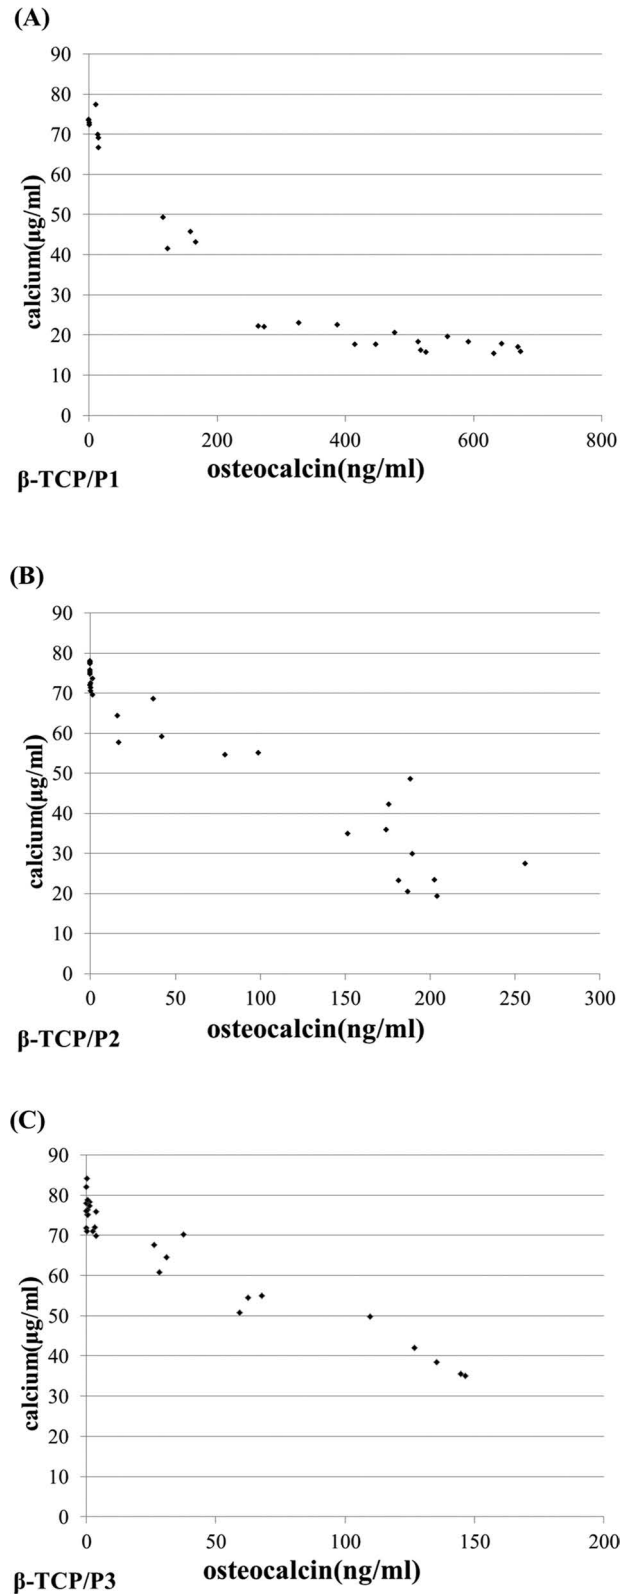 (A)
90
80
70
60
50
40
30
20
10
0
calcium(μg/ml)
0 200 400 600 800
osteocalcin(ng/ml)
β-TCP/P1
(B)
90
80
70
60
50
40
30
20
10
0
calcium(μg/ml)
0 50 100 150 200 250 300
osteocalcin(ng/ml)
β-TCP/P2
(C)
90
80
70
60
50
40
30
20
10
0
calcium(μg/ml)
0 50 100 150 200
osteocalcin(ng/ml)
β-TCP/P3